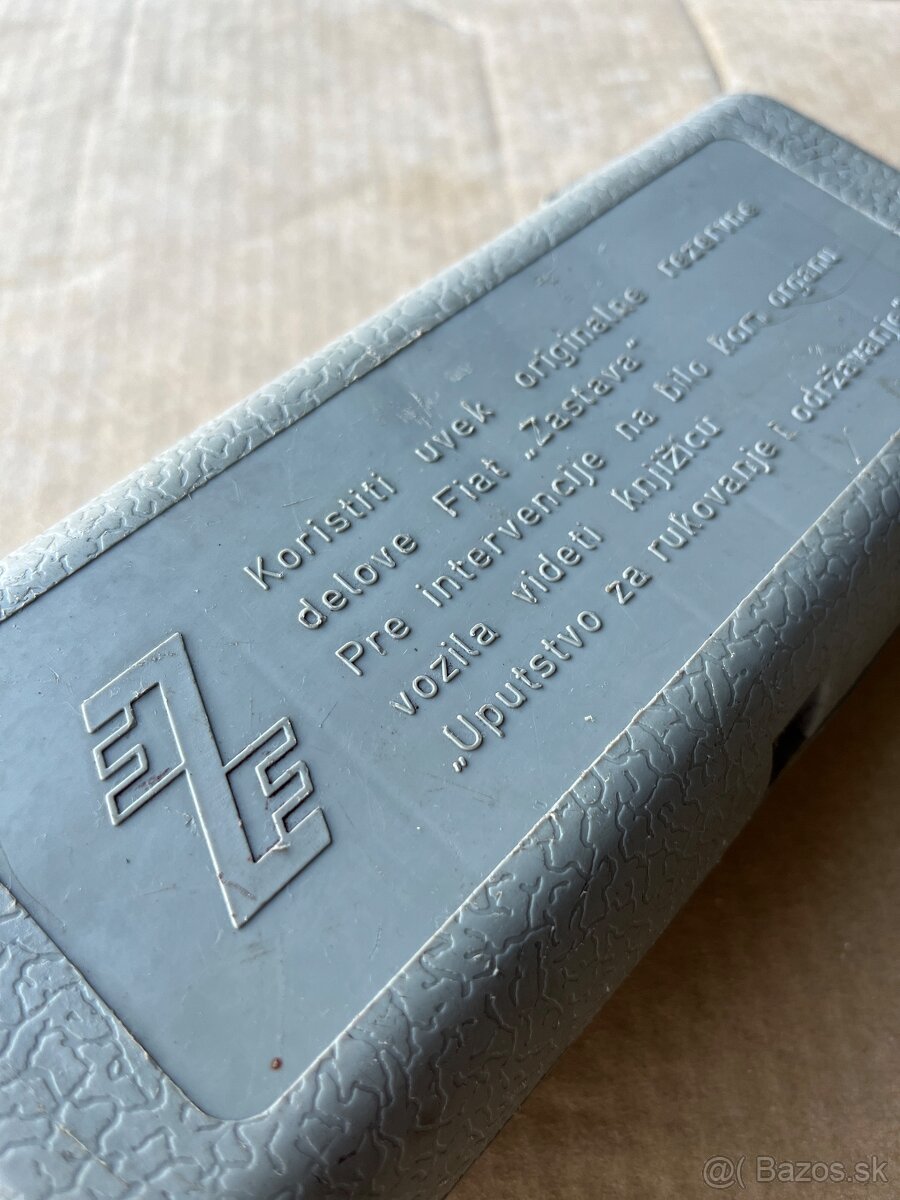 Koristiti uvek originalne rezervne
delove Fiat „Zastava"
Pre intervencije na bilo kom organu
vozila videti knjižicu
„Uputstvo za rukovanje i održavanje"
@( Bazos.sk